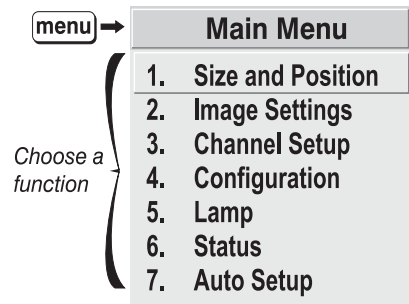 menu
Main Menu
1. Size and Position
2. Image Settings
3. Channel Setup
4. Configuration
5. Lamp
6. Status
7. Auto Setup
Choose a
function